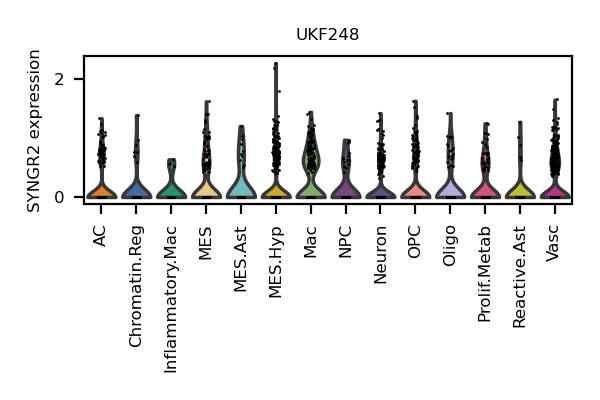 UKF248
SYNGR2 expression
2
0
AC
Chromatin.Reg
Inflammatory.Mac
MES
MES.Ast
MES.Hyp
Mac
NPC
Neuron
OPC
Oligo
Prolif.Metab
Reactive.Ast
Vasc